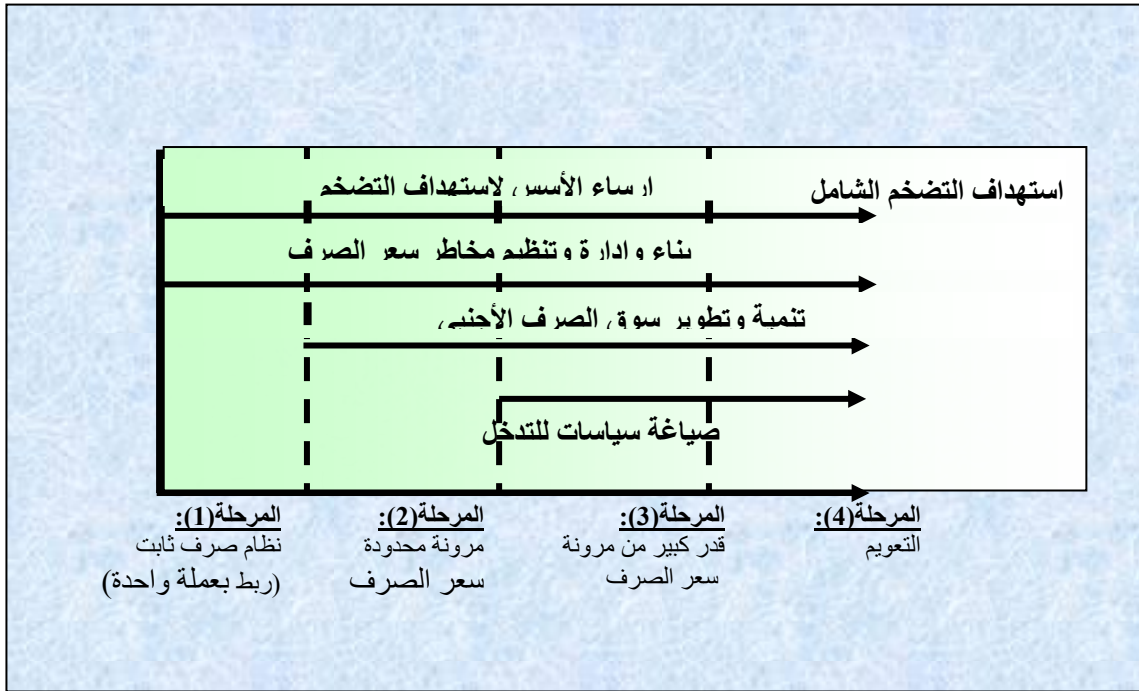 ارساء الأسس لاستهداف التضخم
استهداف التضخم الشامل
بناء و ادارة وتنظيم مخاطر سعر الصرف
تنمية وتطوير سوق الصرف الأجنبي
صياغة سياسات للتدخل
المرحلة(1):
نظام صرف ثابت
(ربط بعملة واحدة)
المرحلة(2):
مرونة محدودة
سعر الصرف
المرحلة(3):
قدر كبير من مرونة
سعر الصرف
المرحلة(4):
التعويم